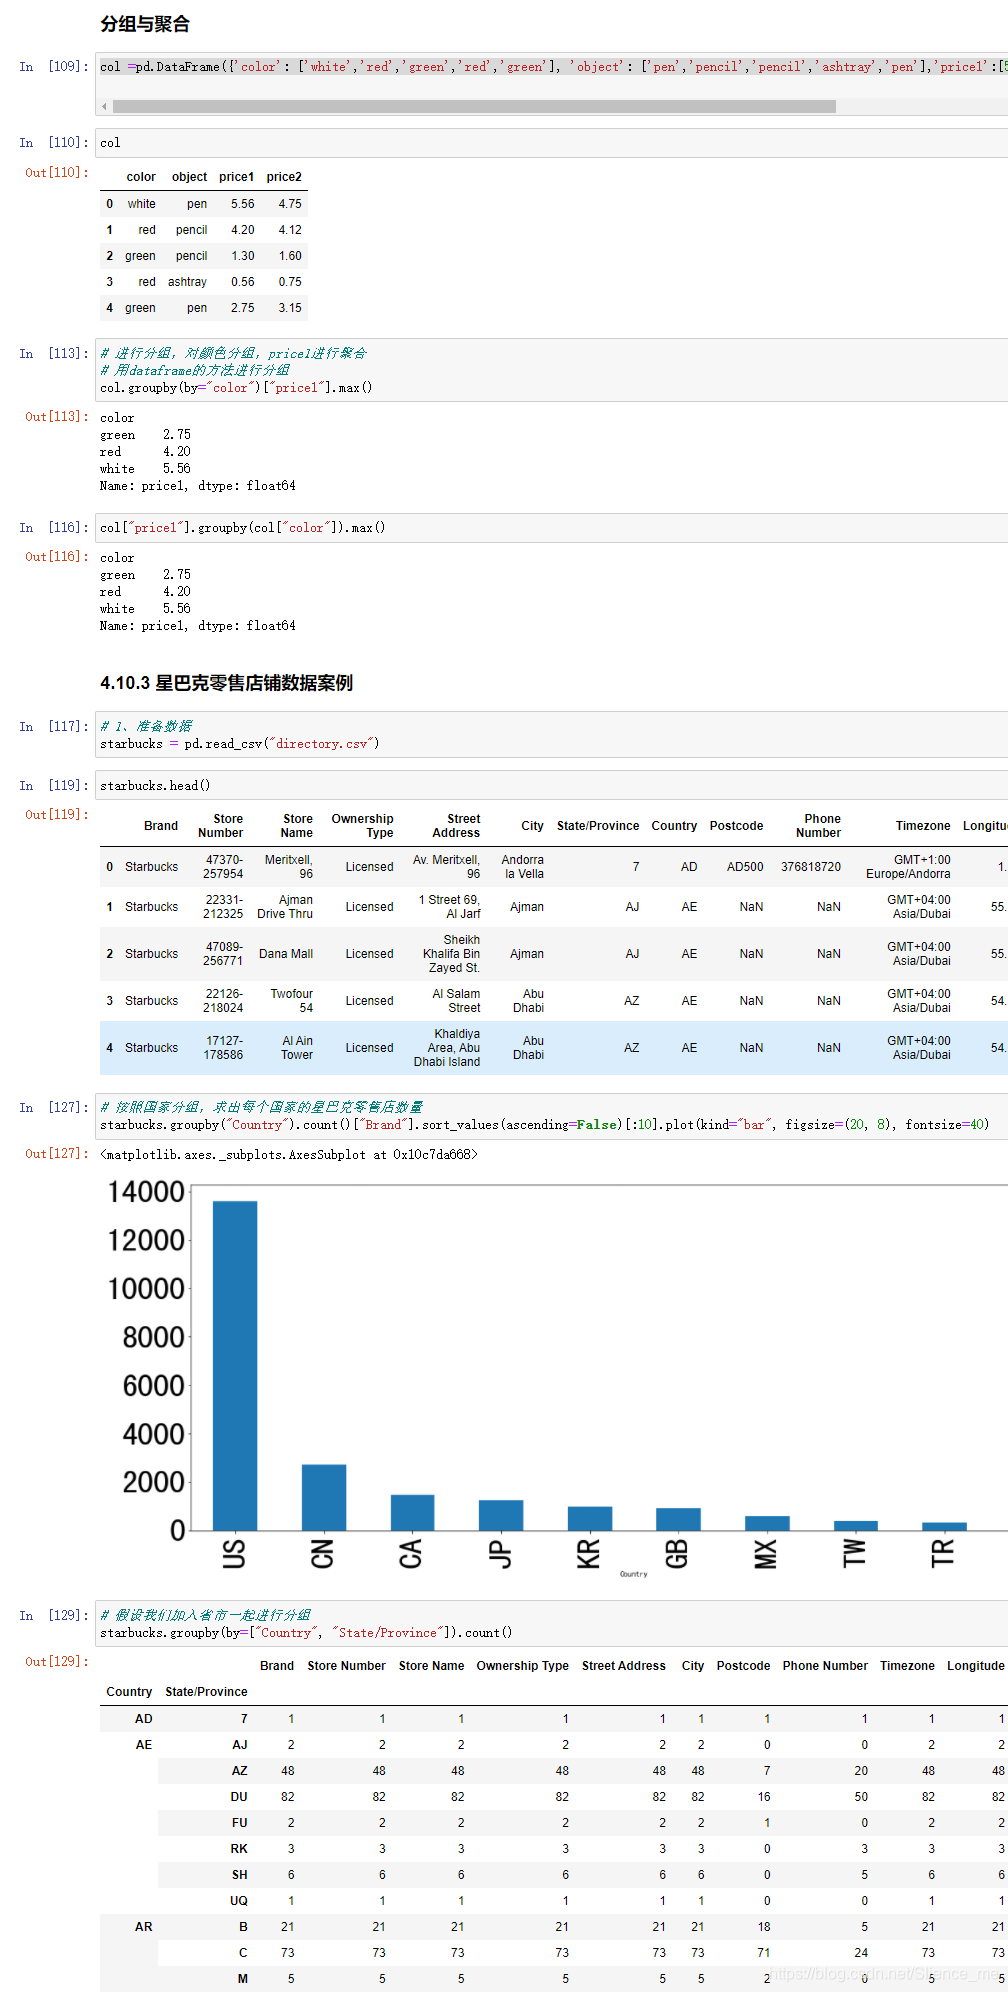 分组与聚合
In [109]: col =pd.DataFrame({'color': ['white','red','green','red','green'], 'object': ['pen','pencil','pencil','ashtray','pen'],'price1':[5
In [110]: col
Out[110]:
color object price1 price2
0 white pen 5.56 4.75
1 red pencil 4.20 4.12
2 green pencil 1.30 1.60
3 red ashtray 0.56 0.75
4 green pen 2.75 3.15
In [113]: # 进行分组，对颜色分组，price1进行聚合
# 用dataframe的方法进行分组
col.groupby(by="color")["price1"].max()
Out[113]: color
green 2.75
red 4.20
white 5.56
Name: price1, dtype: float64
In [116]: col["price1"].groupby(col["color"]).max()
Out[116]: color
green 2.75
red 4.20
white 5.56
Name: price1, dtype: float64
4.10.3 星巴克零售店铺数据案例
In [117]: # 1、准备数据
starbucks = pd.read_csv("directory.csv")
In [119]: starbucks.head()
Out[119]:
Brand Store Number Store Name Ownership Type Street Address City State/Province Country Postcode Phone Number Timezone Longitu
0 Starbucks 47370-257954 Meritxell, 96 Licensed Av. Meritxell, 96 Andorra la Vella 7 AD AD500 376818720 GMT+1:00 Europe/Andorra 1.
1 Starbucks 22331-212325 Ajman Drive Thru Licensed 1 Street 69, Al Jarf Ajman AJ AE NaN NaN GMT+04:00 Asia/Dubai 55.
2 Starbucks 47089-256771 Dana Mall Licensed Sheikh Khalifa Bin Zayed St. Ajman AJ AE NaN NaN GMT+04:00 Asia/Dubai 55.
3 Starbucks 22126-218024 Twofour 54 Licensed Al Salam Street Abu Dhabi AZ AE NaN NaN GMT+04:00 Asia/Dubai 54.
4 Starbucks 17127-178586 Al Ain Tower Licensed Khaldiya Area, Abu Dhabi Island Abu Dhabi AZ AE NaN NaN GMT+04:00 Asia/Dubai 54.
In [127]: # 按照国家分组，求出每个国家的星巴克零售店数量
starbucks.groupby("Country").count()["Brand"].sort_values(ascending=False)[:10].plot(kind="bar", figsize=(20, 8), fontsize=40)
Out[127]: <matplotlib.axes._subplots.AxesSubplot at 0x10c7da668>
14000
12000
10000
8000
6000
4000
2000
0
US CN CA JP KR GB MX TW TR
Country
In [129]: # 假设我们加入省市一起进行分组
starbucks.groupby(by=["Country", "State/Province"]).count()
Out[129]:
Brand Store Number Store Name Ownership Type Street Address City Postcode Phone Number Timezone Longitude
Country State/Province
AD 7 1 1 1 1 1 1 1 1 1 1
AE AJ 2 2 2 2 2 2 0 0 2 2
AZ 48 48 48 48 48 48 7 20 48 48
DU 82 82 82 82 82 82 16 50 82 82
FU 2 2 2 2 2 2 1 0 2 2
RK 3 3 3 3 3 3 0 3 3 3
SH 6 6 6 6 6 6 0 5 6 6
UQ 1 1 1 1 1 1 0 0 1 1
AR B 21 21 21 21 21 21 18 5 21 21
C 73 73 73 73 73 73 71 24 73 73
M 5 5 5 5 5 5 2 0 5 5